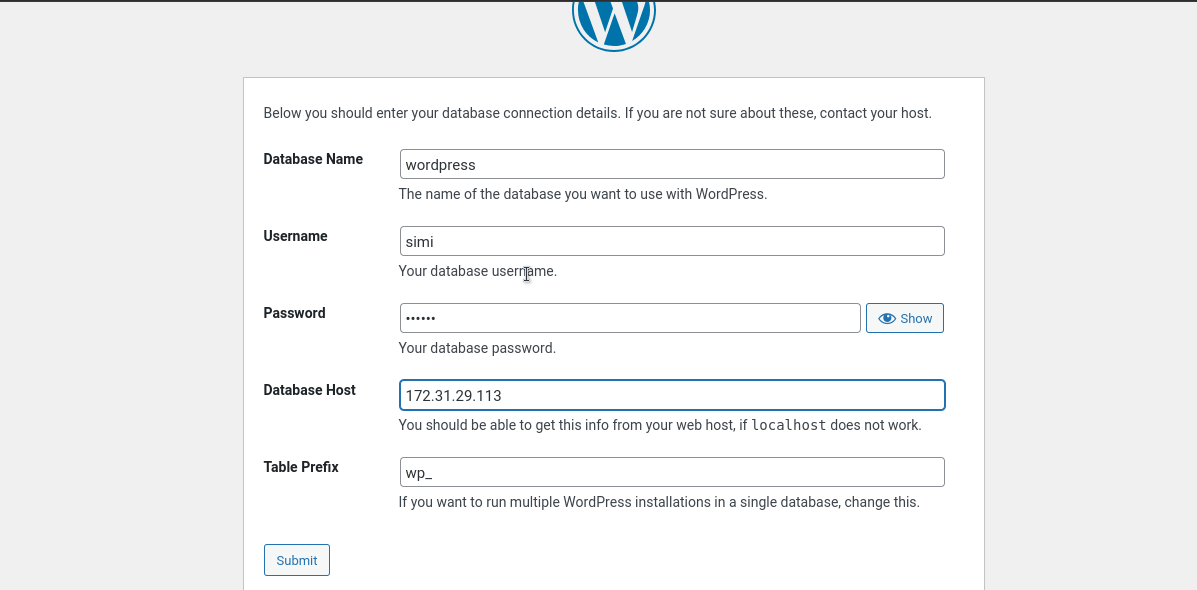 Below you should enter your database connection details. If you are not sure about these, contact your host.
Database Name
wordpress
The name of the database you want to use with WordPress.
Username
simi
Your database username.
Password
••••••
Show
Your database password.
Database Host
172.31.29.113
You should be able to get this info from your web host, if localhost does not work.
Table Prefix
wp_
If you want to run multiple WordPress installations in a single database, change this.
Submit